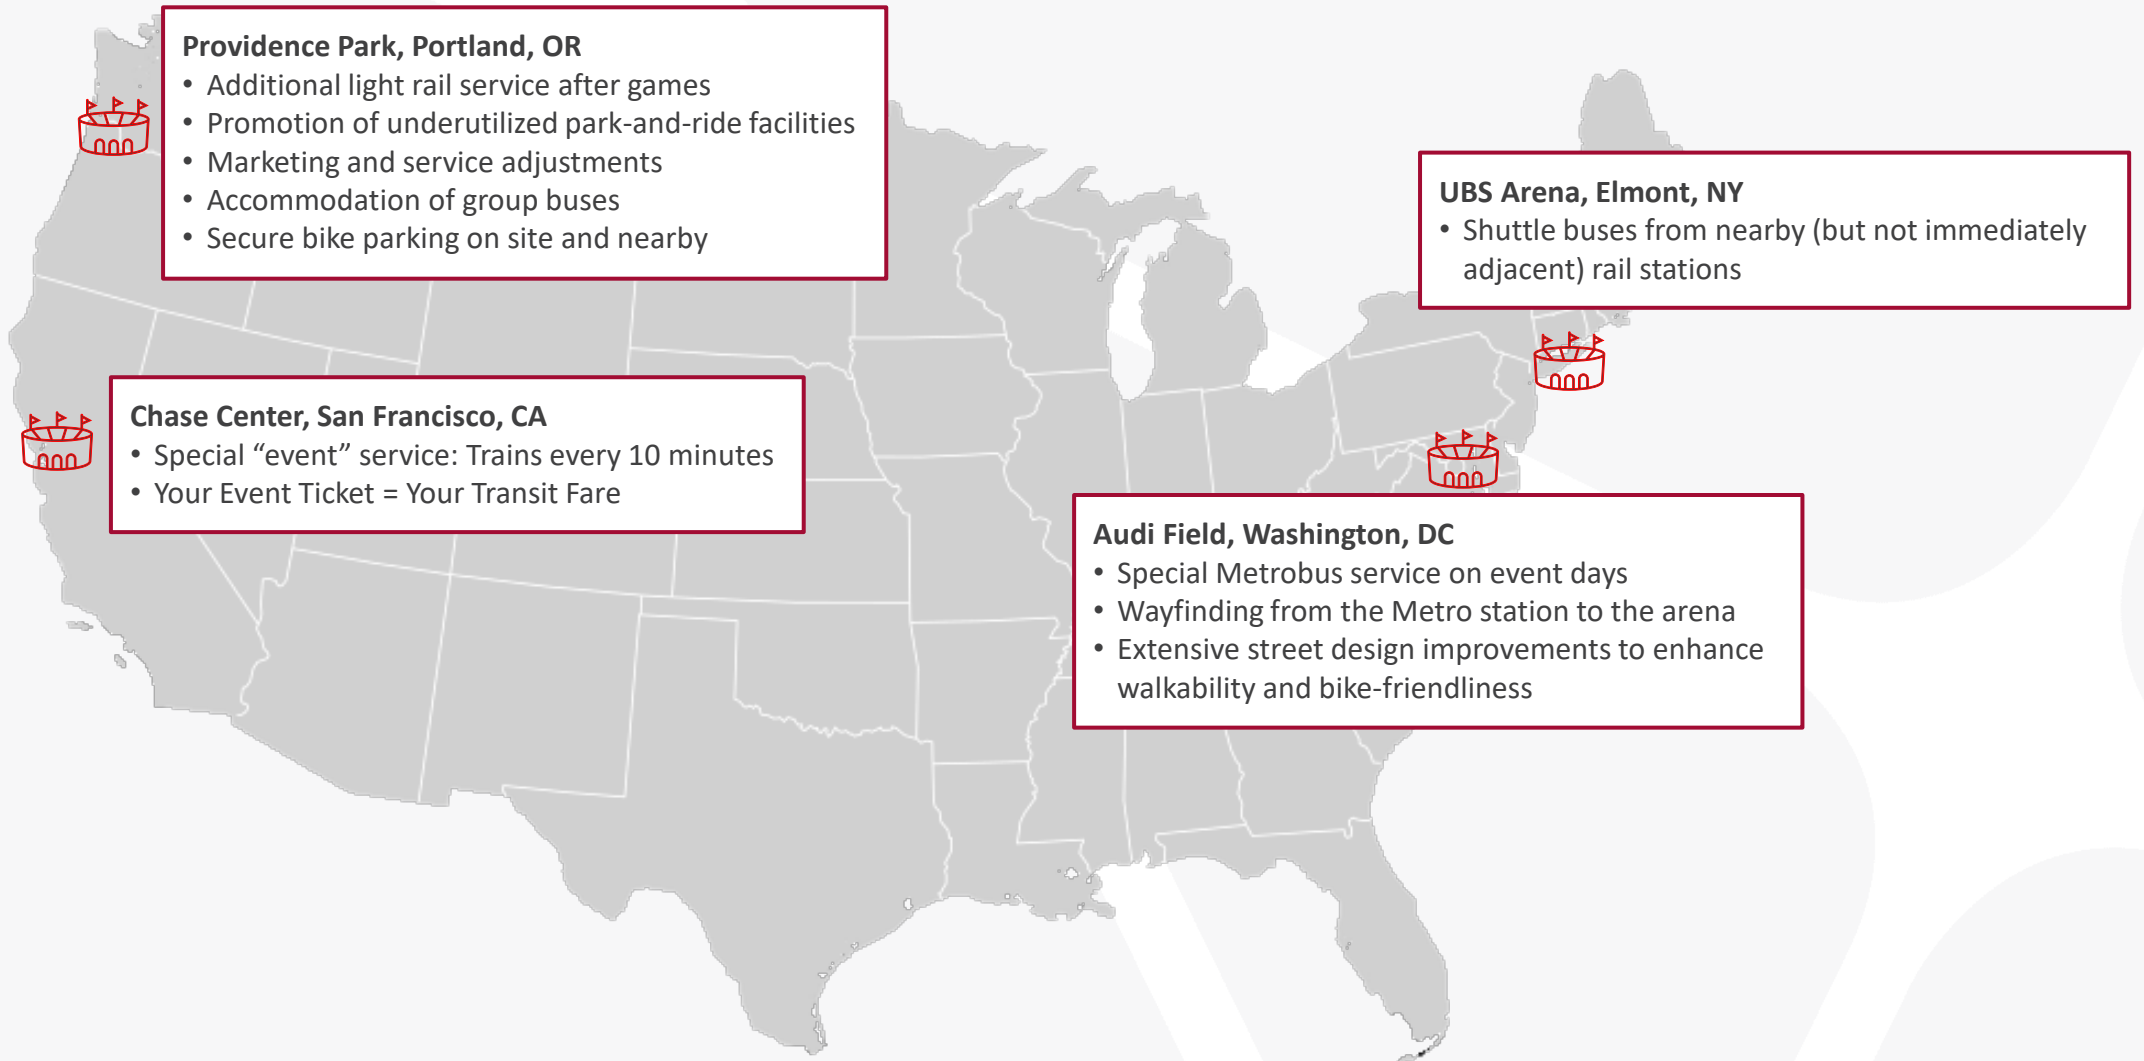 Providence Park, Portland, OR
• Additional light rail service after games
• Promotion of underutilized park-and-ride facilities
• Marketing and service adjustments
• Accommodation of group buses
• Secure bike parking on site and nearby
UBS Arena, Elmont, NY
• Shuttle buses from nearby (but not immediately
adjacent) rail stations
Chase Center, San Francisco, CA
• Special “event” service: Trains every 10 minutes
• Your Event Ticket = Your Transit Fare
Audi Field, Washington, DC
• Special Metrobus service on event days
• Wayfinding from the Metro station to the arena
• Extensive street design improvements to enhance
walkability and bike-friendliness